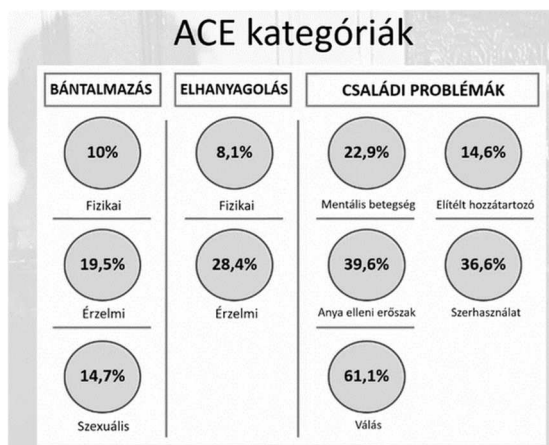 ACE kategóriák
BÁNTALMAZÁS
10%
Fizikai
19,5%
Érzelmi
14,7%
Szexuális
ELHANYAGOLÁS
8,1%
Fizikai
28,4%
Érzelmi
CSALÁDI PROBLÉMÁK
22,9%
Mentális betegség
14,6%
Elítélt hozzátartozó
39,6%
Anya elleni erőszak
36,6%
Szerhasználat
61,1%
Válás